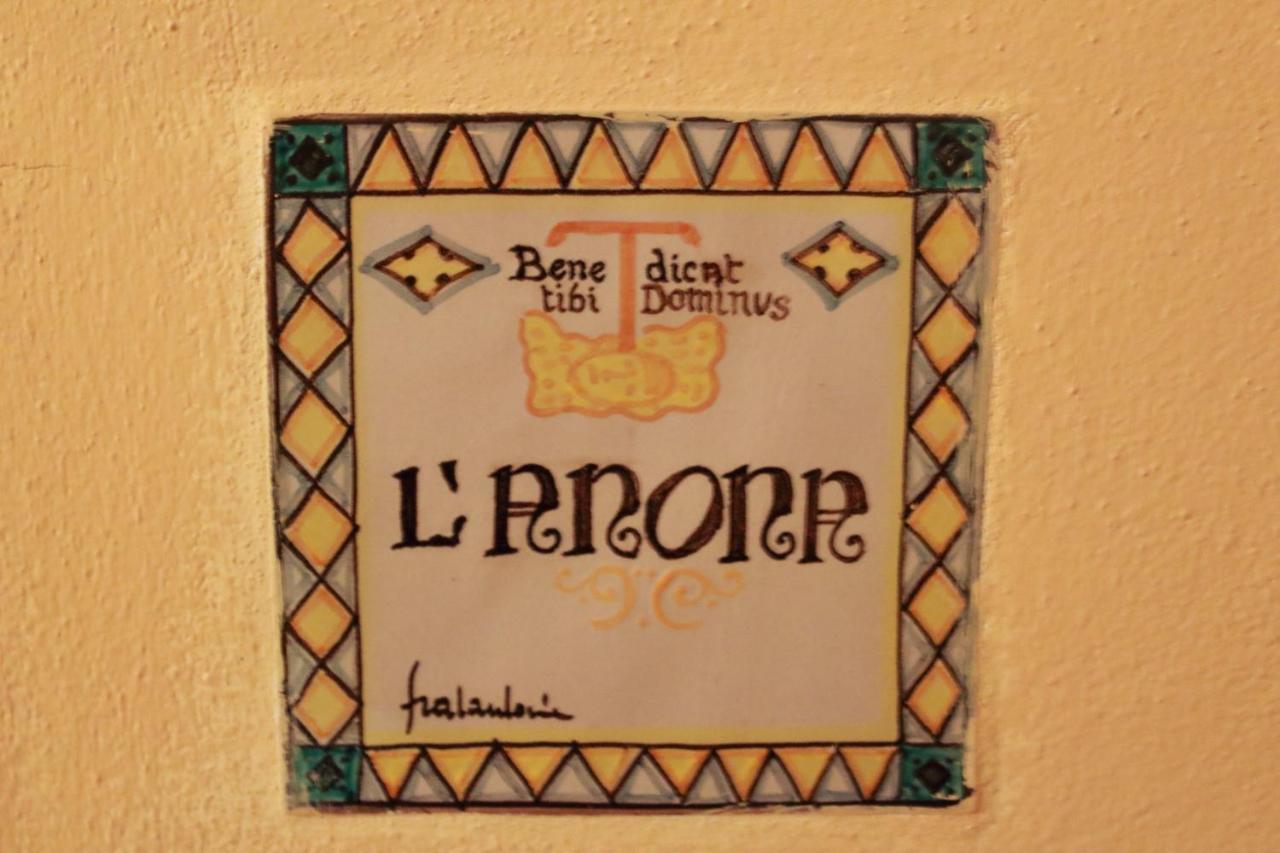 Bene dicat
tibi Dominus
L'ANONA